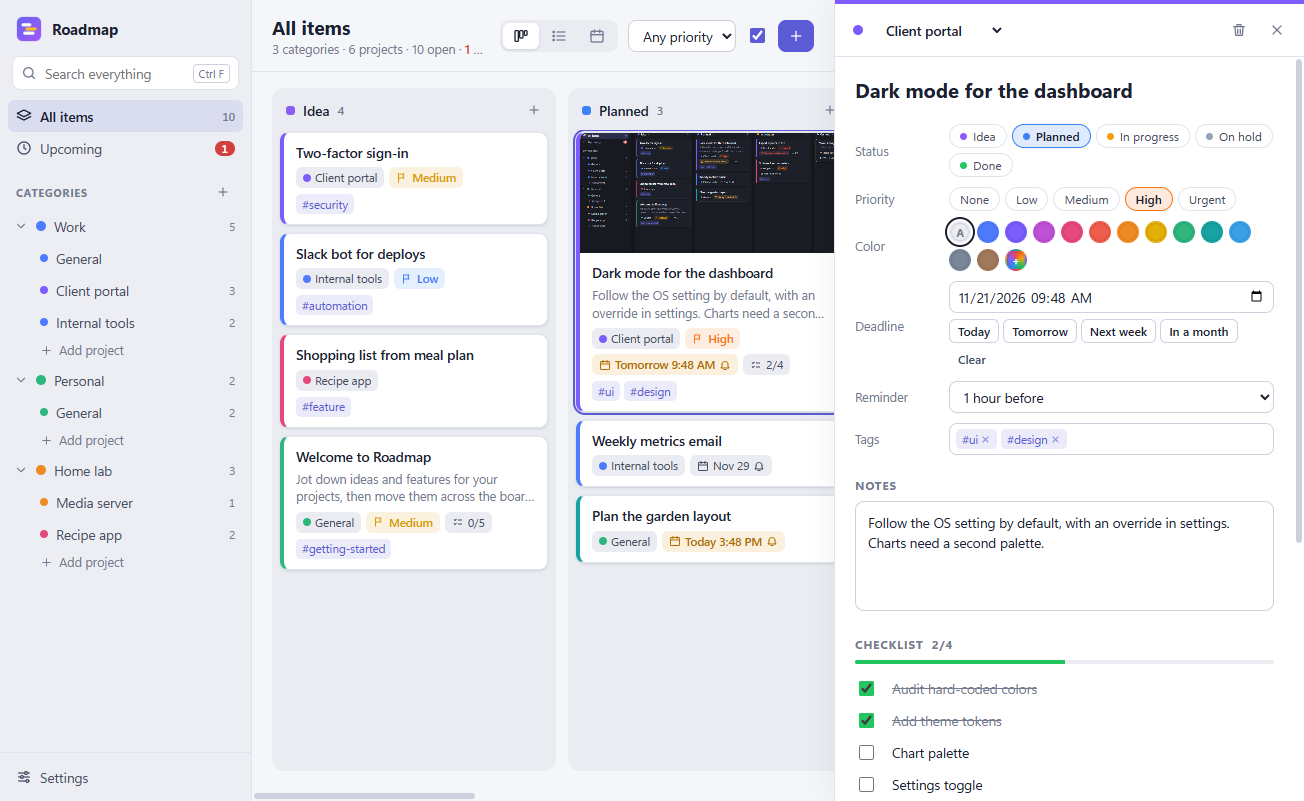 Roadmap
Search everything
Ctrl F
All items 10
Upcoming 1
CATEGORIES
Work 5
General
Client portal 3
Internal tools 2
Add project
Personal 2
General 2
Add project
Home lab 3
Media server 1
Recipe app 2
Add project
Settings
All items
3 categories · 6 projects · 10 open · 1 ...
Any priority
Idea 4
Two-factor sign-in
Client portal Medium
#security
Slack bot for deploys
Internal tools Low
#automation
Shopping list from meal plan
Recipe app
#feature
Welcome to Roadmap
Jot down ideas and features for your
projects, then move them across the boar...
General Medium 0/5
#getting-started
Planned 3
Dark mode for the dashboard
Follow the OS setting by default, with an
override in settings. Charts need a secon...
Client portal High
Tomorrow 9:48 AM 2/4
#ui #design
Weekly metrics email
Internal tools Nov 29
Plan the garden layout
General Today 3:48 PM
Client portal
Dark mode for the dashboard
Status Idea Planned In progress On hold
Done
Priority None Low Medium High Urgent
Color A
Deadline 11/21/2026 09:48 AM
Today Tomorrow Next week In a month
Clear
Reminder 1 hour before
Tags #ui × #design ×
NOTES
Follow the OS setting by default, with an override in settings.
Charts need a second palette.
CHECKLIST 2/4
Audit hard-coded colors
Add theme tokens
Chart palette
Settings toggle